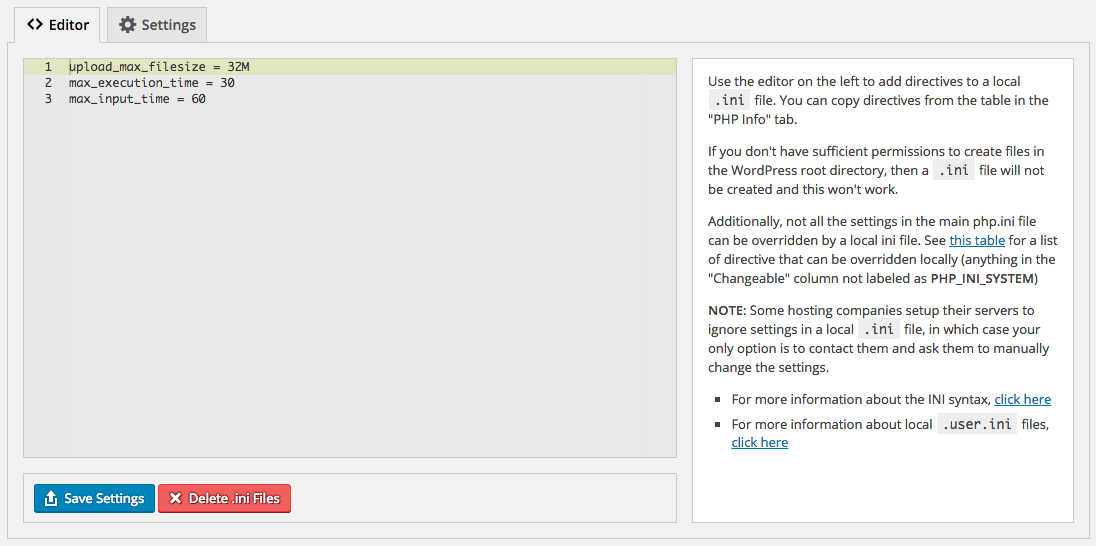 Editor
Settings
1 upload_max_filesize = 32M
2 max_execution_time = 30
3 max_input_time = 60
Use the editor on the left to add directives to a local
.ini file. You can copy directives from the table in the
"PHP Info" tab.
If you don't have sufficient permissions to create files in
the WordPress root directory, then a .ini file will not
be created and this won't work.
Additionally, not all the settings in the main php.ini file
can be overridden by a local ini file. See this table for a list
of directive that can be overridden locally (anything in the
"Changeable" column not labeled as PHP_INI_SYSTEM)
NOTE: Some hosting companies setup their servers to
ignore settings in a local .ini file, in which case your
only option is to contact them and ask them to manually
change the settings.
For more information about the INI syntax, click here
For more information about local .user.ini files,
click here
Save Settings
Delete .ini Files